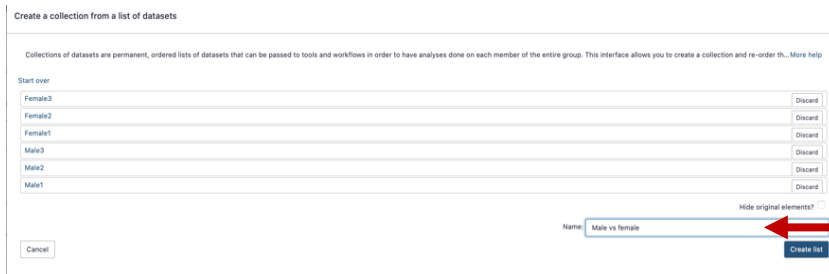 Create a collection from a list of datasets
Collections of datasets are permanent, ordered lists of datasets that can be passed to tools and workflows in order to have analyses done on each member of the entire group. This interface allows you to create a collection and re-order th... More help
Start over
Female3 Discard
Female2 Discard
Female1 Discard
Male3 Discard
Male2 Discard
Male1 Discard
Hide original elements?
Name: Male vs female
Cancel Create list